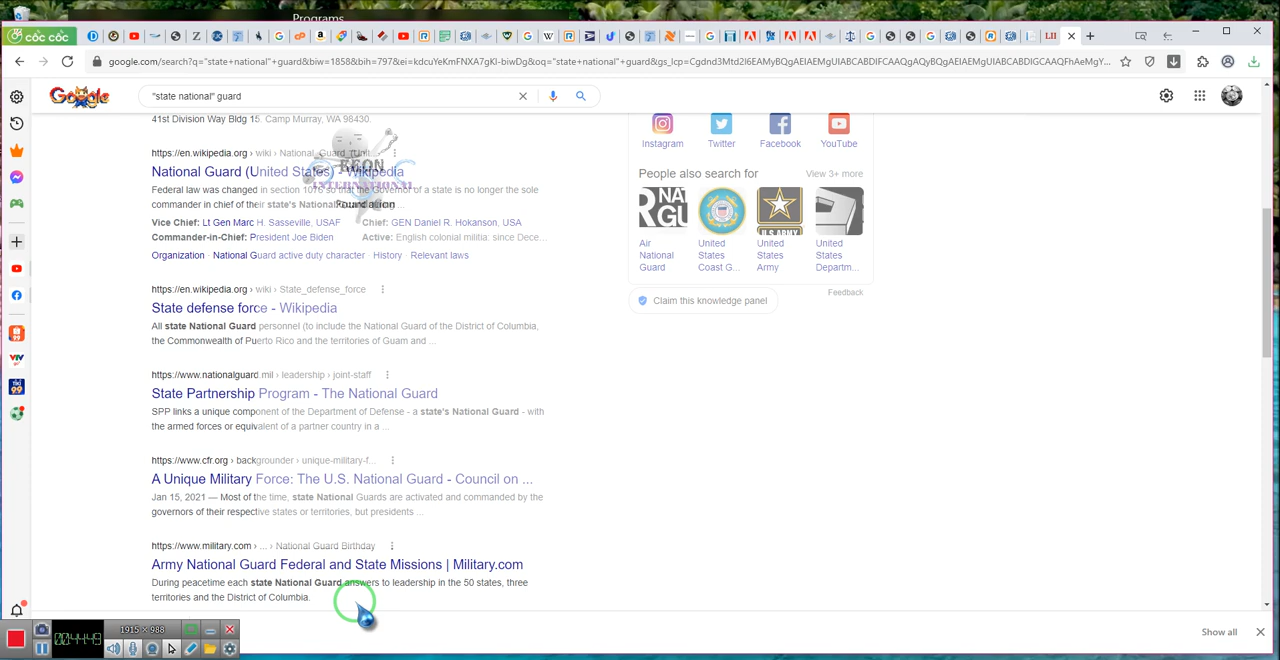 Programs
cốc cốc
google.com/search?q="state+national"+guard&biw=1858&bih=797&ei=kdcuYeKmFNXA7gKI-biwDg&oq="state+national"+guard&gs_lcp=
Google
"state national" guard
41st Division Way Bldg 15. Camp Murray, WA 98430.
https://en.wikipedia.org › wiki › National_Guard_(Unit
National Guard (United States) - Wikipedia
Federal law was changed in section 1076 so that the Governor of a state is no longer the sole
commander in chief of their state's National
Foundation
REON
INTERNATIONAL
Vice Chief: Lt Gen Marc H. Sasseville, USAF Chief: GEN Daniel R. Hokanson, USA
Commander-in-Chief: President Joe Biden Active: English colonial militia: since Dece...
Organization · National Guard active duty character · History · Relevant laws
https://en.wikipedia.org › wiki › State_defense_force
State defense force - Wikipedia
All state National Guard personnel (to include the National Guard of the District of Columbia,
the Commonwealth of Puerto Rico and the territories of Guam and ...
https://www.nationalguard.mil › leadership › joint-staff
State Partnership Program - The National Guard
SPP links a unique component of the Department of Defense - a state's National Guard - with
the armed forces or equivalent of a partner country in a ...
https://www.cfr.org › backgrounder › unique-military-f...
A Unique Military Force: The U.S. National Guard - Council on ...
Jan 15, 2021 — Most of the time, state National Guards are activated and commanded by the
governors of their respective states or territories, but presidents ...
https://www.military.com › ... › National Guard Birthday
Army National Guard Federal and State Missions | Military.com
During peacetime each state National Guard answers to leadership in the 50 states, three
territories and the District of Columbia.
Instagram Twitter Facebook YouTube
People also search for View 3+ more
U.S. ARMY
Air National Guard
United States Coast G...
United States Army
United States Departm...
Feedback
Claim this knowledge panel
1915 × 988
Show all